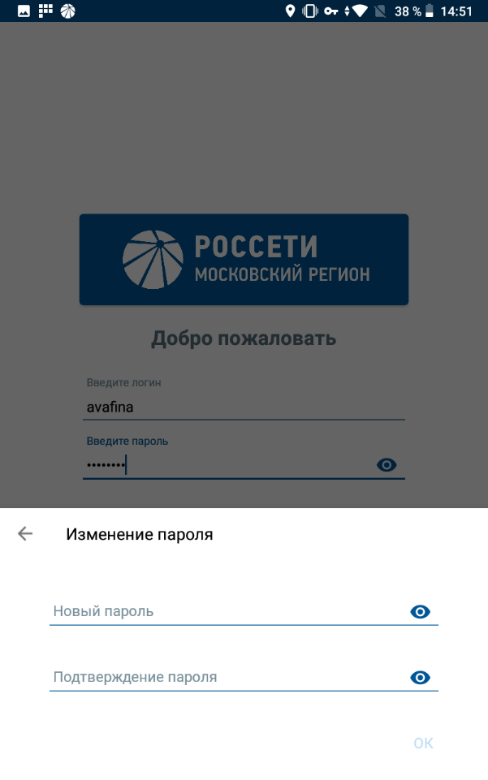 38 % 14:51
РОССЕТИ
МОСКОВСКИЙ РЕГИОН
Добро пожаловать
Введите логин
avafina
Введите пароль
••••••••
Изменение пароля
Новый пароль
Подтверждение пароля
ОК